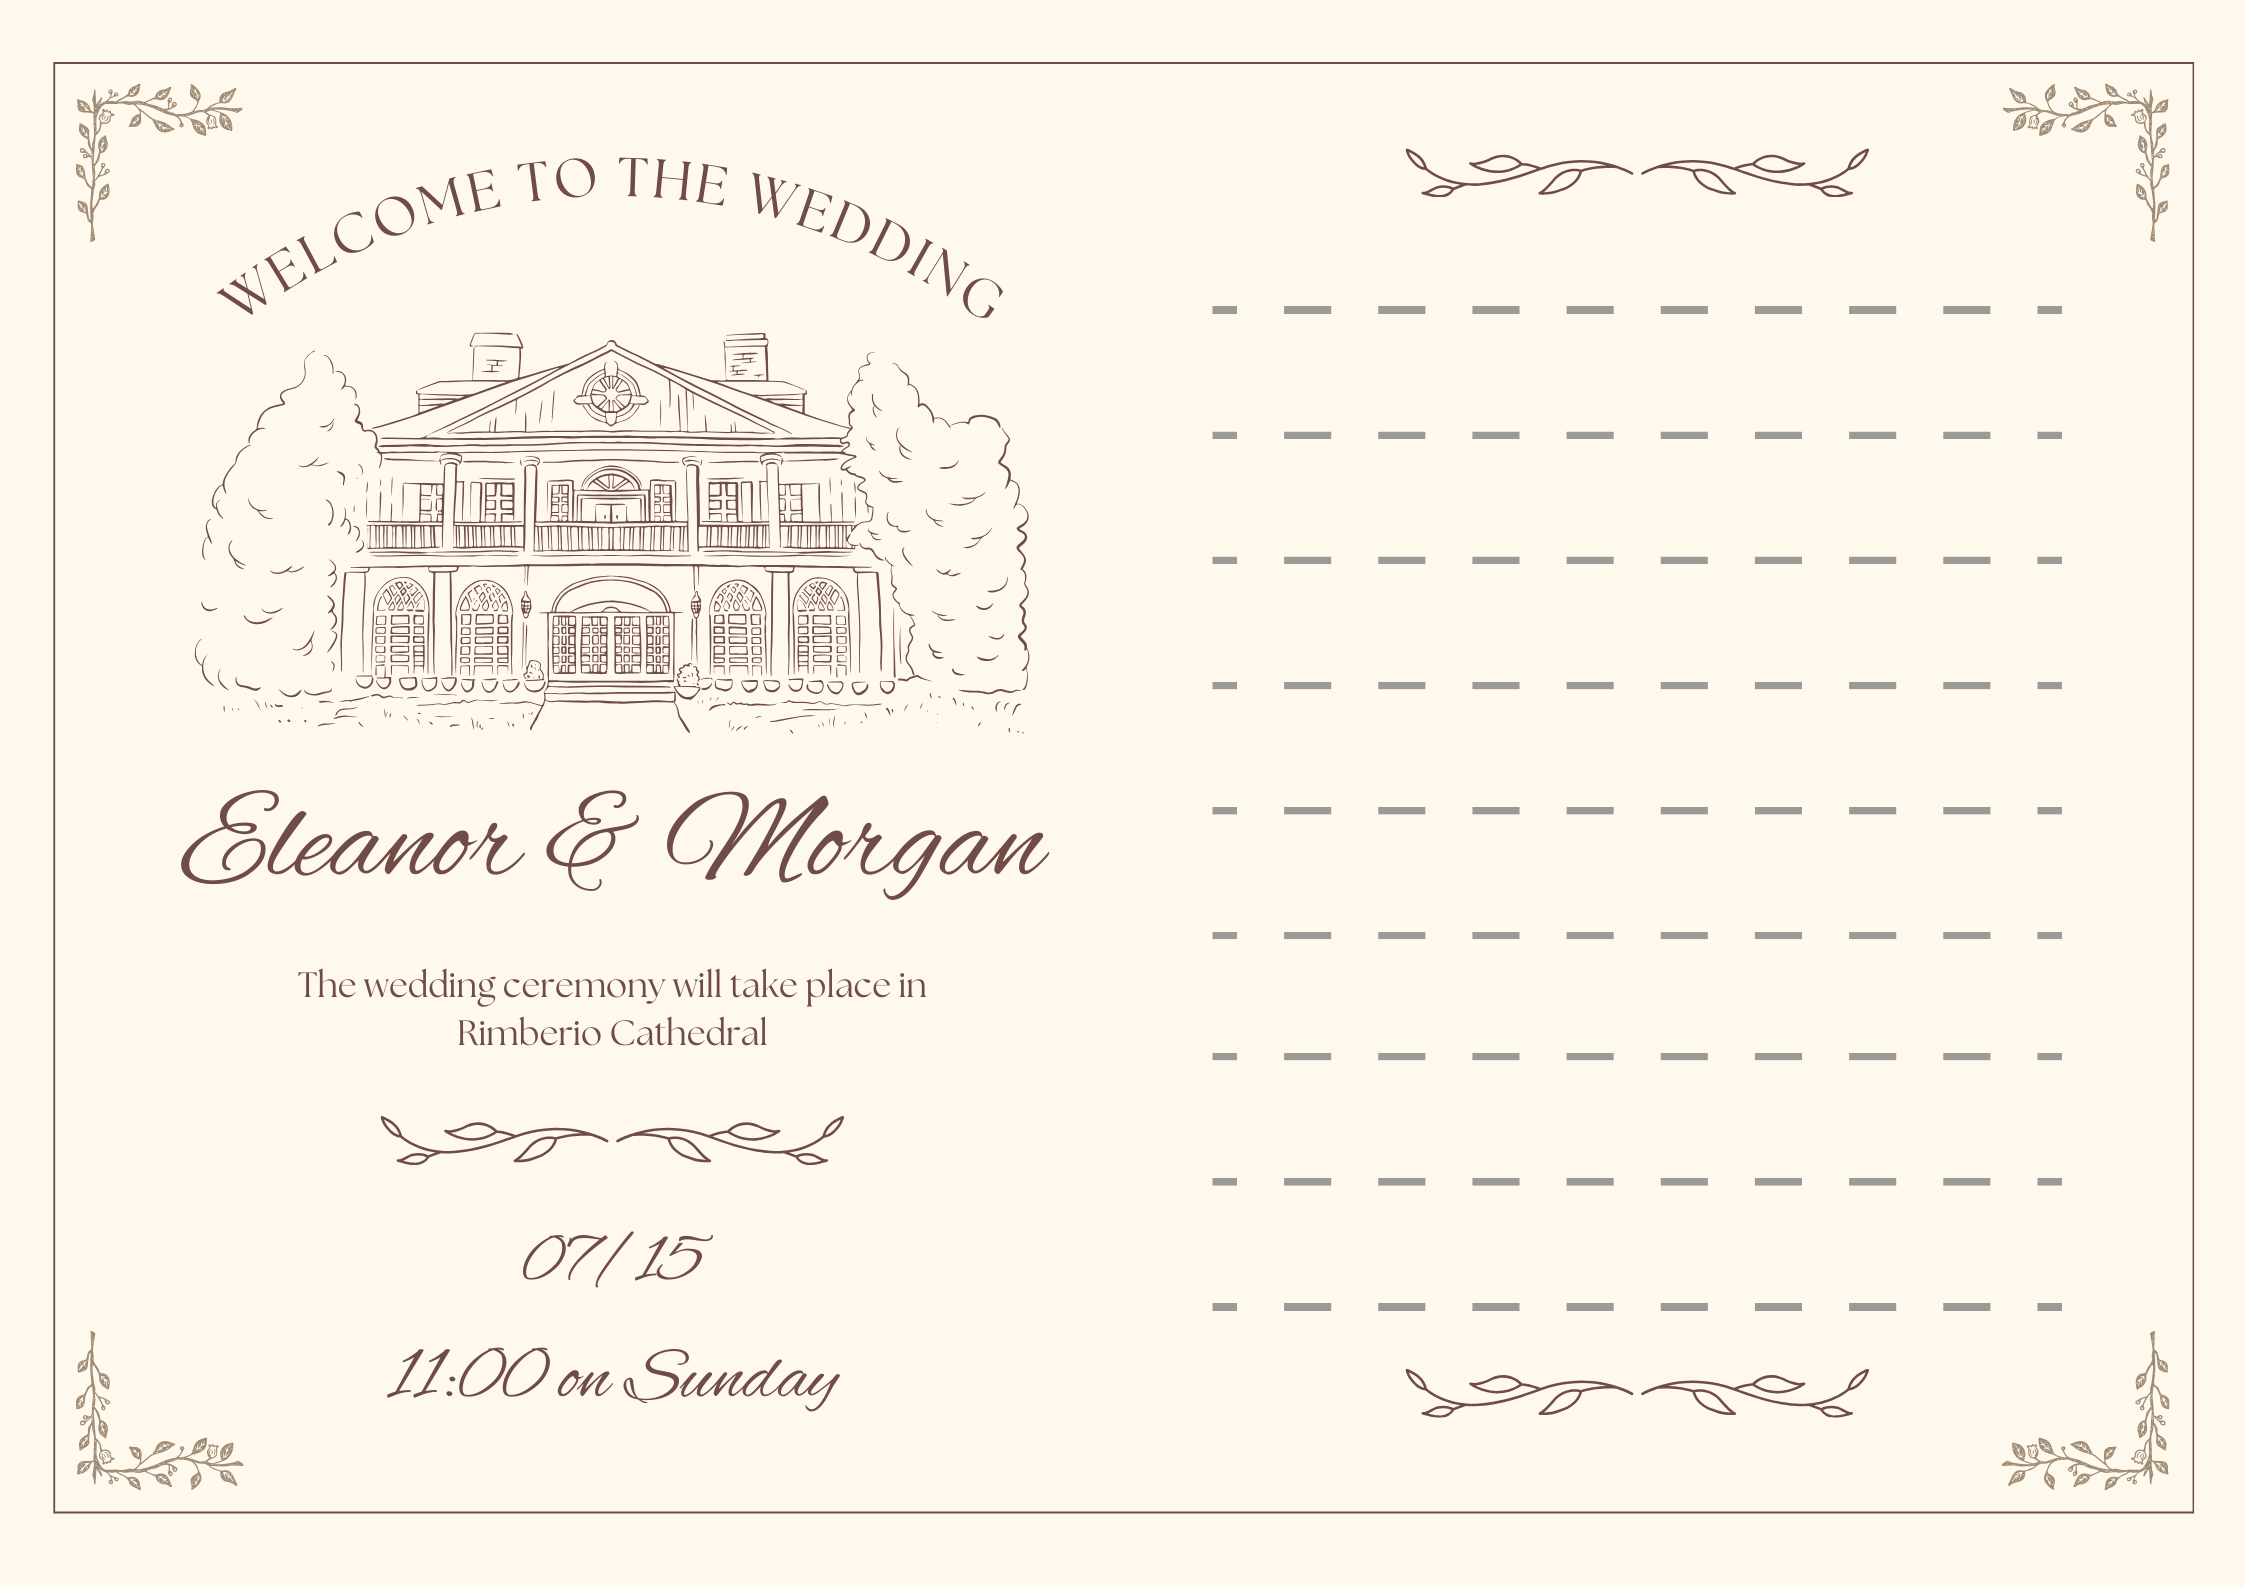 WELCOME TO THE WEDDING
Eleanor & Morgan
The wedding ceremony will take place in
Rimberio Cathedral
07/15
11:00 on Sunday